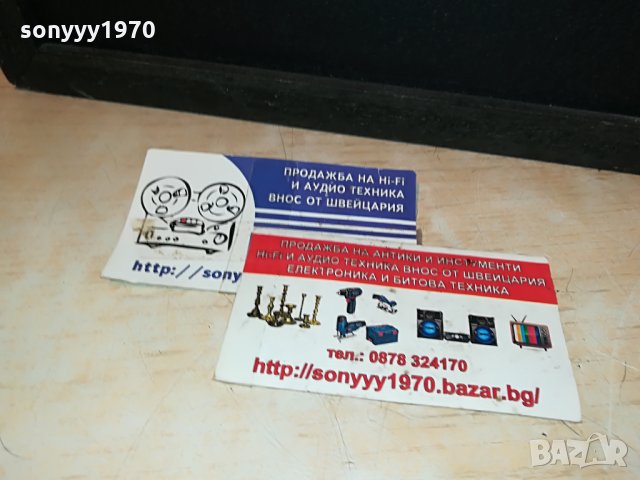 sonyyy1970
ПРОДАЖБА НА Hi-Fi
И АУДИО ТЕХНИКА
ВНОС ОТ ШВЕЙЦАРИЯ
http://sony
ПРОДАЖБА НА АНТИКИ И ИНСТРУМЕНТИ
Hi-Fi И АУДИО ТЕХНИКА ВНОС ОТ ШВЕЙЦАРИЯ
ЕЛЕКТРОНИКА И БИТОВА ТЕХНИКА
тел.: 0878 324170
http://sonyyy1970.bazar.bg/
sonyyy1970
BAZAR.bg